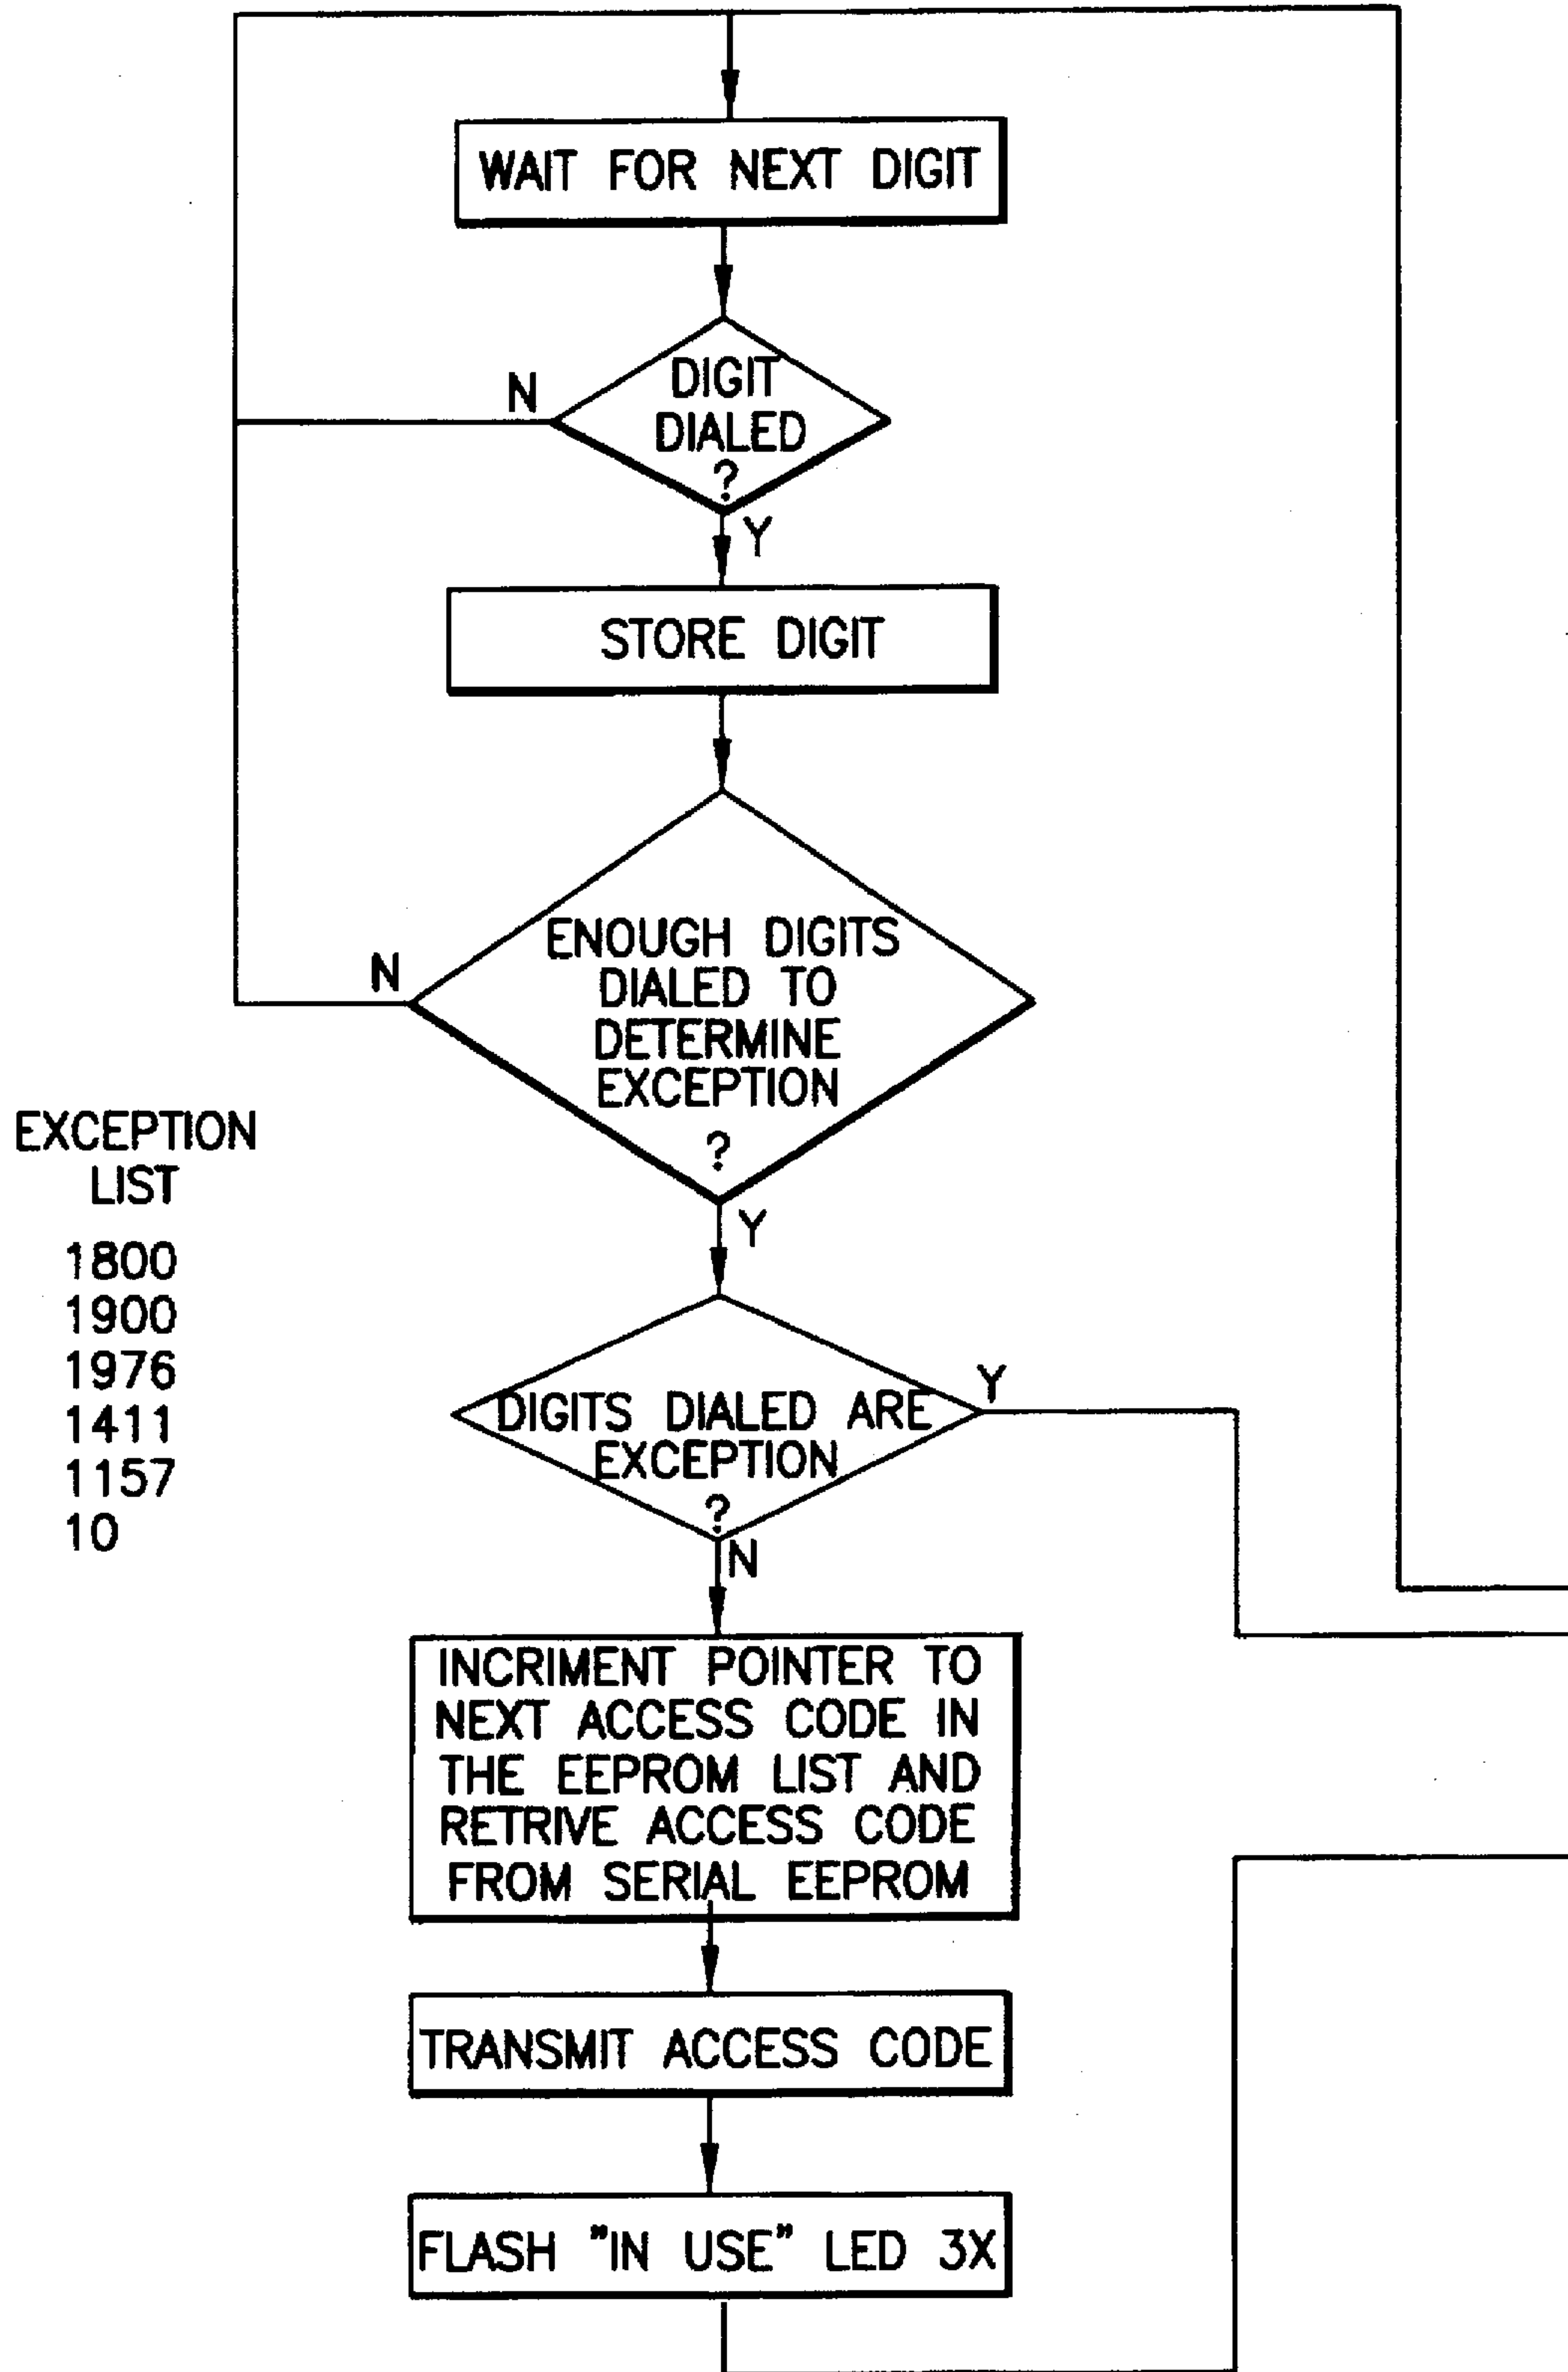 WAIT FOR NEXT DIGIT
DIGIT
DIALED
?
N
Y
STORE DIGIT
ENOUGH DIGITS
DIALED TO
DETERMINE
EXCEPTION
?
N
Y
EXCEPTION
LIST
1800
1900
1976
1411
1157
10
DIGITS DIALED ARE
EXCEPTION
?
Y
N
INCRIMENT POINTER TO
NEXT ACCESS CODE IN
THE EEPROM LIST AND
RETRIVE ACCESS CODE
FROM SERIAL EEPROM
TRANSMIT ACCESS CODE
FLASH "IN USE" LED 3X